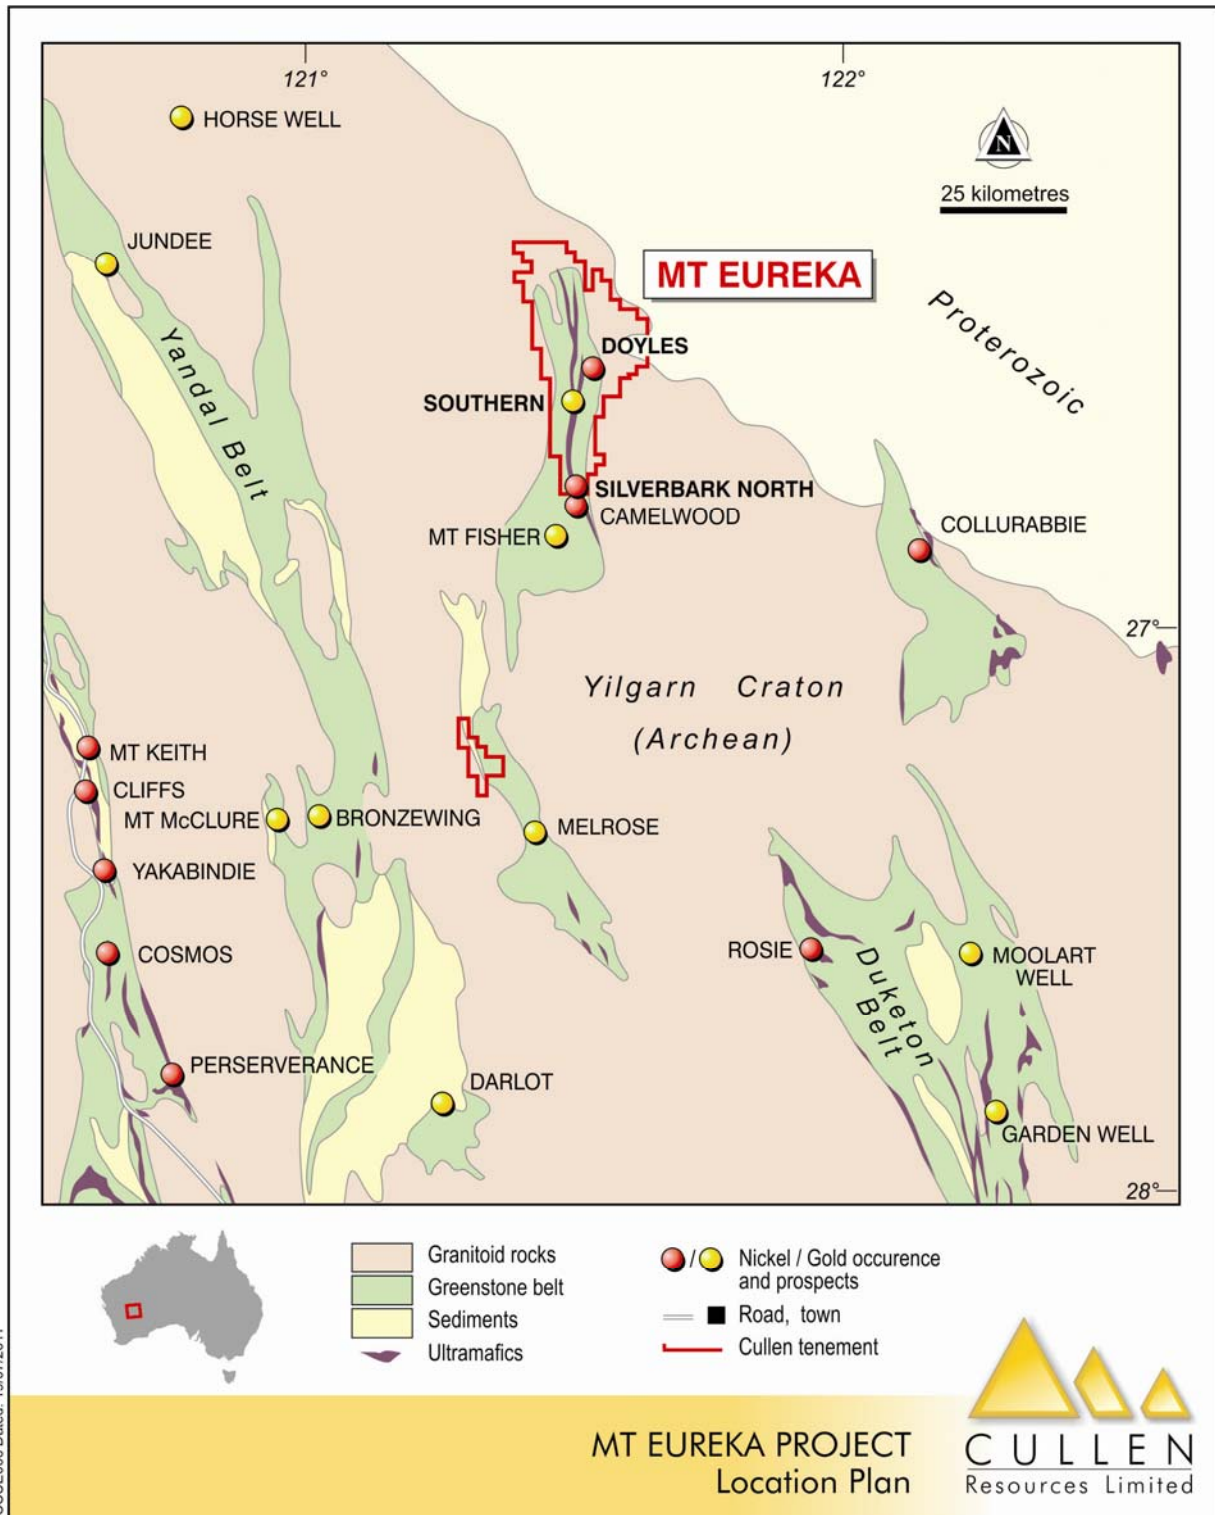 121°
122°
HORSE WELL
N
25 kilometres
JUNDEE
MT EUREKA
Proterozoic
Yandal Belt
DOYLES
SOUTHERN
SILVERBARK NORTH
CAMELWOOD
MT FISHER
COLLURABBIE
27°
Yilgarn Craton
(Archean)
MT KEITH
CLIFFS
MT McCLURE
BRONZEWING
MELROSE
YAKABINDIE
COSMOS
ROSIE
Duketon
Belt
MOOLART
WELL
PERSERVERANCE
DARLOT
GARDEN WELL
28°
Granitoid rocks
Greenstone belt
Sediments
Ultramafics
/
Nickel / Gold occurence
and prospects
Road, town
Cullen tenement
MT EUREKA PROJECT
Location Plan
CULLEN
Resources Limited